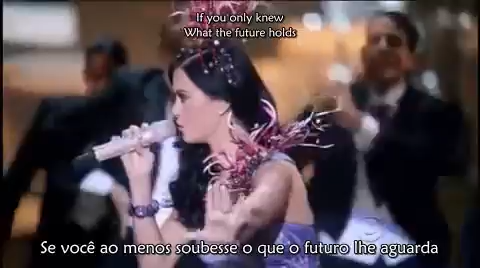 If you only knew
What the future holds
Se você ao menos soubesse o que o futuro lhe aguarda